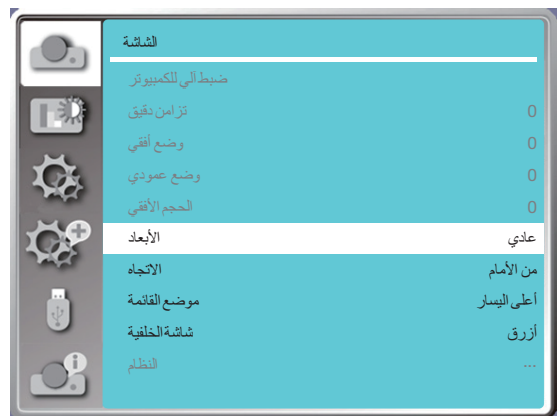 الشاشة
ضبط آلي للكمبيوتر
تزامن دقيق 0
وضع أفقي 0
وضع عمودي 0
الحجم الأفقي 0
الأبعاد عادي
الاتجاه من الأمام
موضع القائمة أعلى اليسار
شاشة الخلفية أزرق
النظام ...